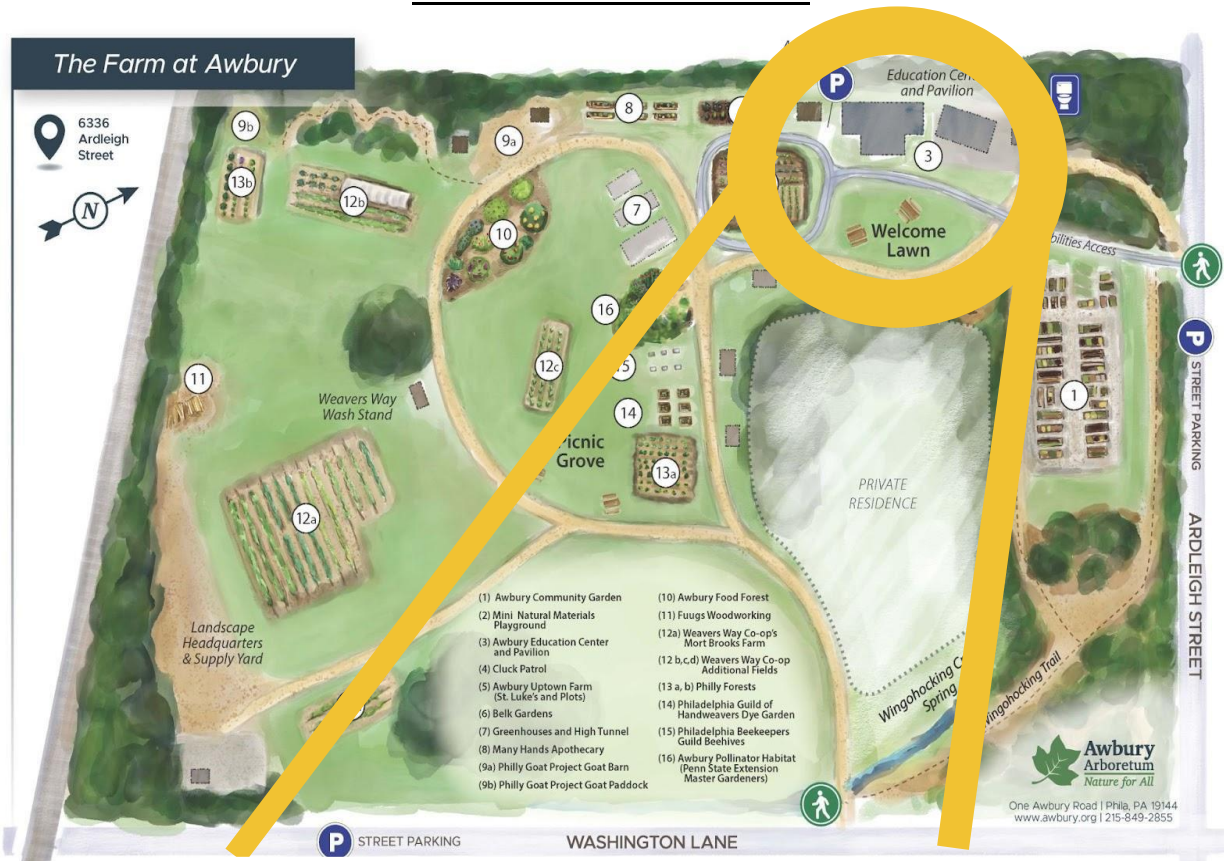 The Farm at Awbury
6336
Ardleigh
Street
N
9b
13b
12b
9a
8
P
Education
and Pavilion
3
7
10
Welcome
Lawn
Access
16
12c
14
Picnic
Grove
13a
11
Weavers Way
Wash Stand
12a
1
P
STREET PARKING
PRIVATE
RESIDENCE
ARDLEIGH STREET
Landscape
Headquarters
& Supply Yard
(1) Awbury Community Garden
(2) Mini Natural Materials
Playground
(3) Awbury Education Center
and Pavilion
(4) Cluck Patrol
(5) Awbury Uptown Farm
(St. Luke's and Plots)
(6) Belk Gardens
(7) Greenhouses and High Tunnel
(8) Many Hands Apothecary
(9a) Philly Goat Project Goat Barn
(9b) Philly Goat Project Goat Paddock
(10) Awbury Food Forest
(11) Fuugs Woodworking
(12a) Weavers Way Co-op's
Mort Brooks Farm
(12 b,c,d) Weavers Way Co-op
Additional Fields
(13 a, b) Philly Forests
(14) Philadelphia Guild of
Handweavers Dye Garden
(15) Philadelphia Beekeepers
Guild Beehives
(16) Awbury Pollinator Habitat
(Penn State Extension
Master Gardeners)
Wingohocking
Spring
Wingohocking Trail
Awbury
Arboretum
Nature for All
One Awbury Road | Phila, PA 19144
www.awbury.org | 215-849-2855
P
STREET PARKING
WASHINGTON LANE